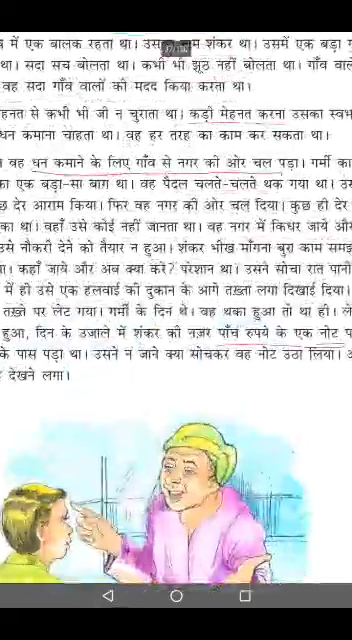 में एक बालक रहता था। उसका नाम शंकर था। उसमें एक बड़ा
था। सदा सच बोलता था। कभी भी झूठ नहीं बोलता था। गाँव वाले
वह सदा गाँव वालों की मदद किया करता था।
मेहनत से कभी भी जी न चुराता था। कड़ी मेहनत करना उसका
धन कमाना चाहता था। वह हर तरह का काम कर सकता था।
वह धन कमाने के लिए गाँव से नगर की ओर चल पड़ा। गर्मी
एक बड़ा-सा बाग़ था। वह पैदल चलते-चलते थक गया था।
देर आराम किया। फिर वह नगर की ओर चल दिया। कुछ ही देर
था। वहाँ उसे कोई नहीं जानता था। वह नगर में किधर जाये और
उसे नौकरी देने को तैयार न हुआ। शंकर भीख माँगना बुरा काम
कहाँ जाये और अब क्या करे? परेशान था। उसने सोचा रात
में ही उसे एक हलवाई की दुकान के आगे तख़्ता लगा दिखाई दिया।
तख़्ते पर लेट गया। गर्मी के दिन थे। वह थका हुआ तो था ही।
हुआ, दिन के उजाले में शंकर की नज़र पाँच रुपये के एक नोट
के पास पड़ा था। उसने न जाने क्या सोचकर वह नोट उठा लिया।
देखने लगा।